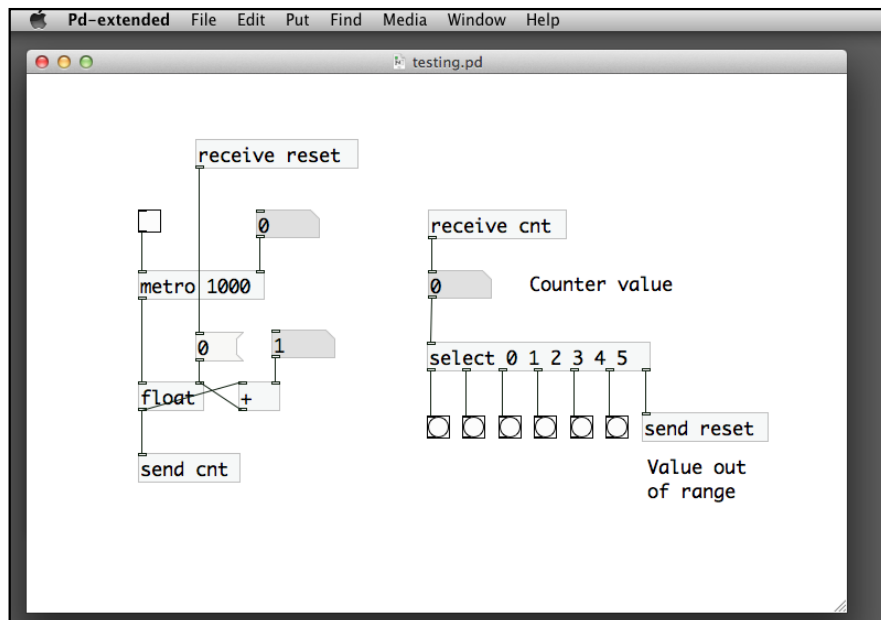 Pd-extended File Edit Put Find Media Window Help
testing.pd
receive reset
0
receive cnt
metro 1000
0
Counter value
0
1
select 0 1 2 3 4 5
float
+
send reset
send cnt
Value out
of range